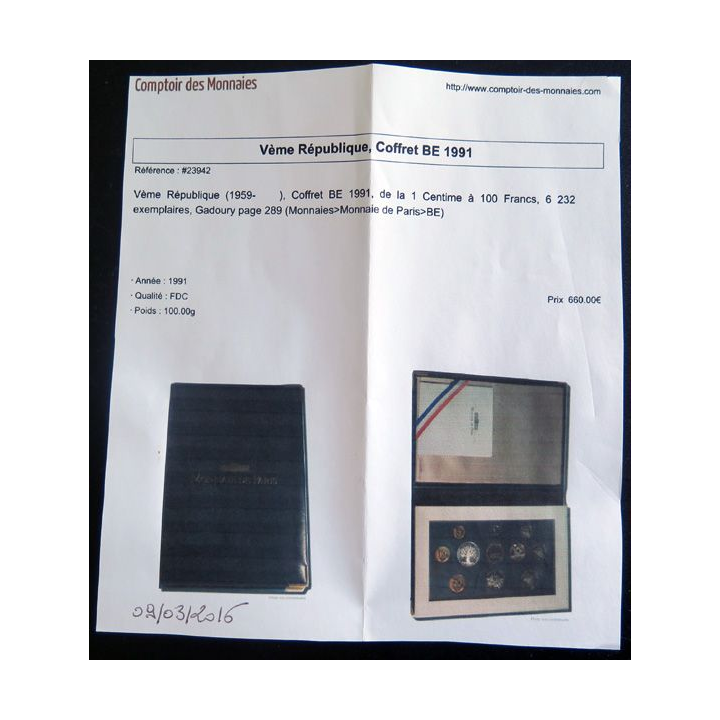 Comptoir des Monnaies
http://www.comptoir-des-monnaies.com
Vème République, Coffret BE 1991
Référence : #23942
Vème République (1959- ), Coffret BE 1991, de la 1 Centime à 100 Francs, 6 232
exemplaires, Gadoury page 289 (Monnaies>Monnaie de Paris>BE)
· Année : 1991
· Qualité : FDC
· Poids : 100.00g
Prix 660.00€
09/03/2016